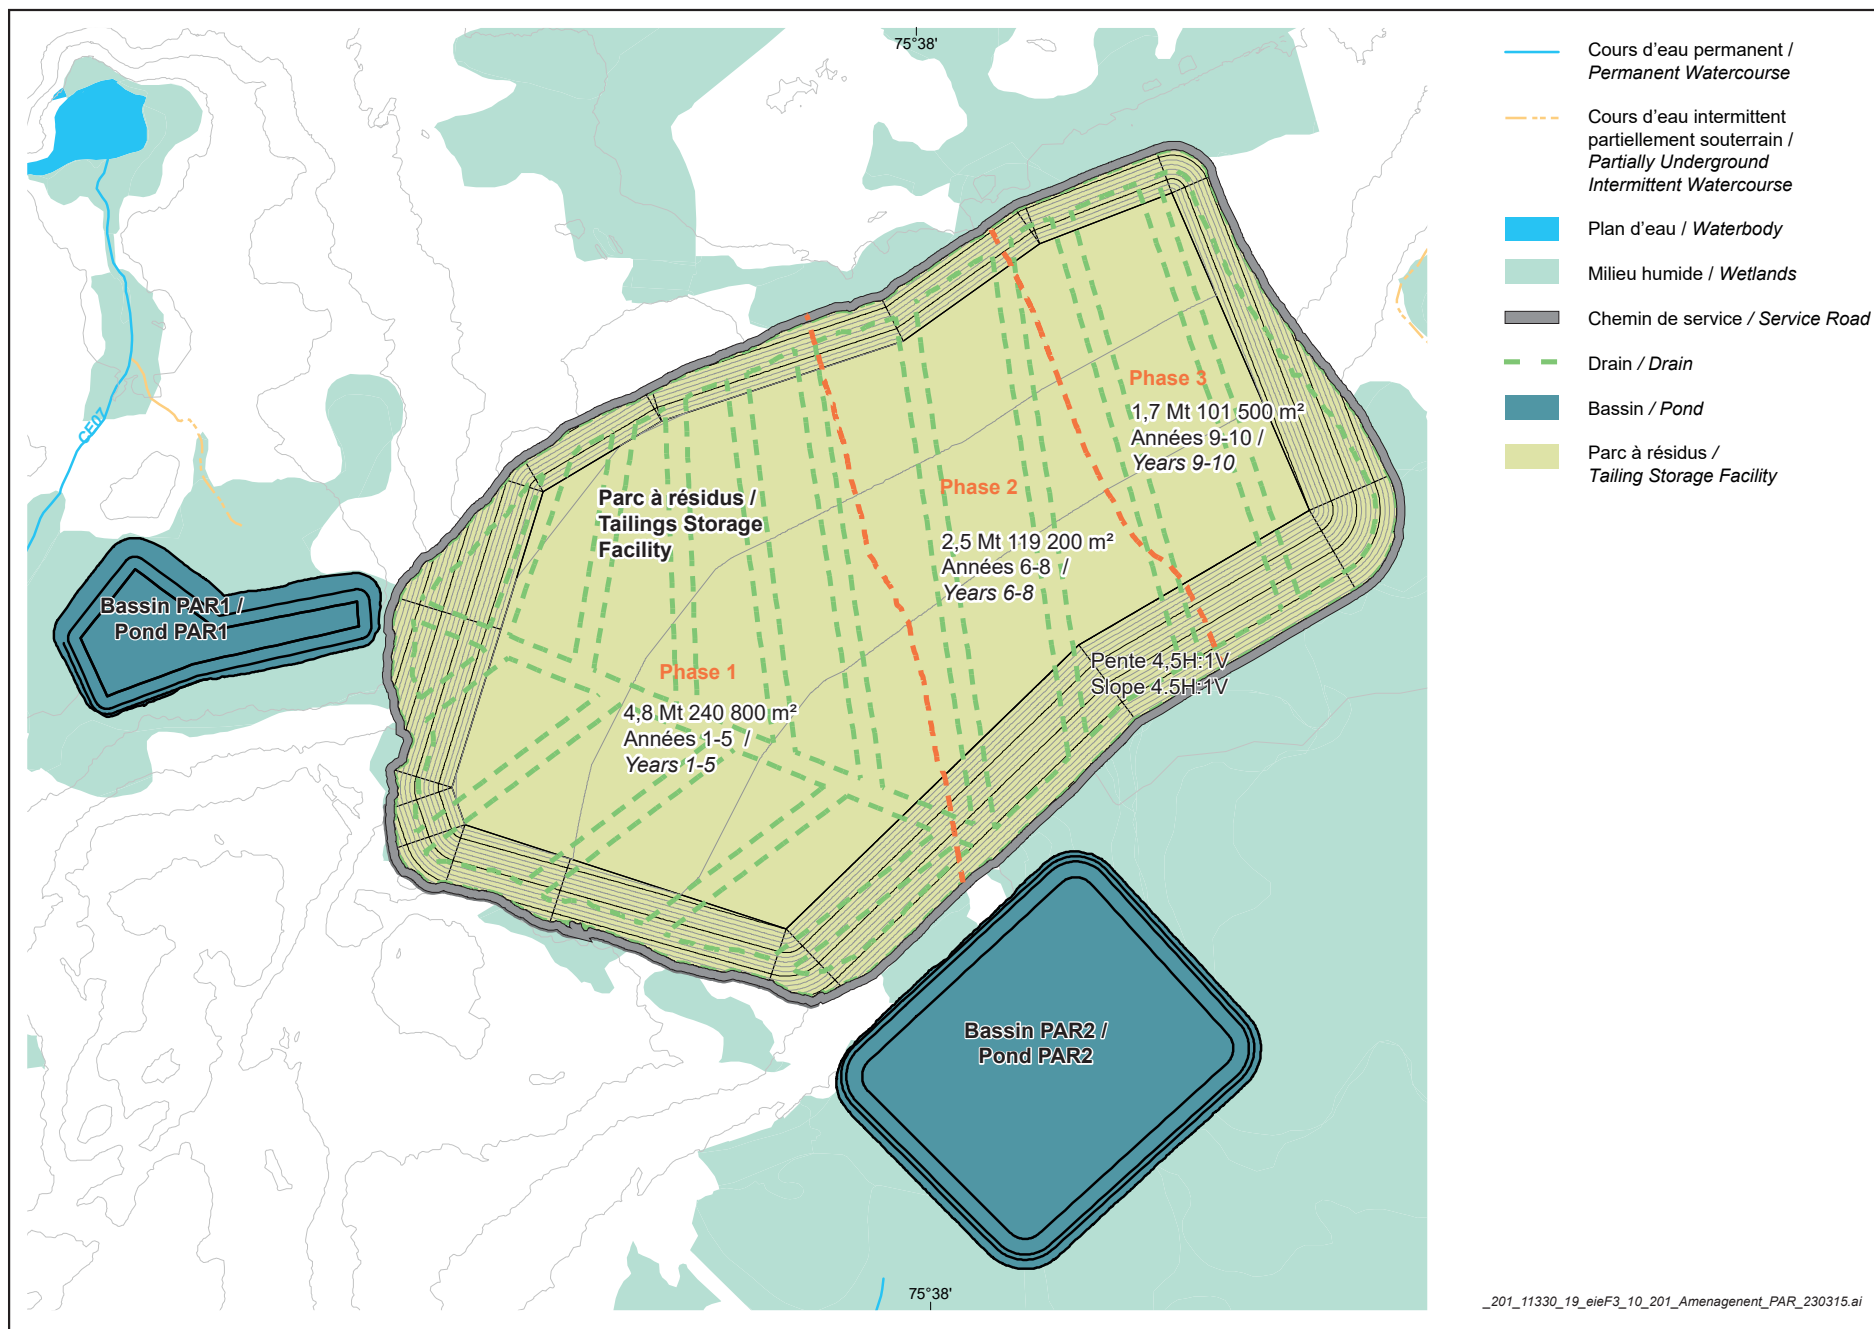 75°38'
CE07
Parc à résidus /
Tailings Storage
Facility
Phase 3
1,7 Mt 101 500 m²
Années 9-10 /
Years 9-10
Phase 2
2,5 Mt 119 200 m²
Années 6-8 /
Years 6-8
Bassin PAR1 /
Pond PAR1
Phase 1
4,8 Mt 240 800 m²
Années 1-5 /
Years 1-5
Pente 4,5H:1V
Slope 4.5H:1V
Bassin PAR2 /
Pond PAR2
75°38'
Cours d'eau permanent /
Permanent Watercourse
Cours d'eau intermittent
partiellement souterrain /
Partially Underground
Intermittent Watercourse
Plan d'eau / Waterbody
Milieu humide / Wetlands
Chemin de service / Service Road
Drain / Drain
Bassin / Pond
Parc à résidus /
Tailing Storage Facility
_201_11330_19_eieF3_10_201_Amenagenent_PAR_230315.ai